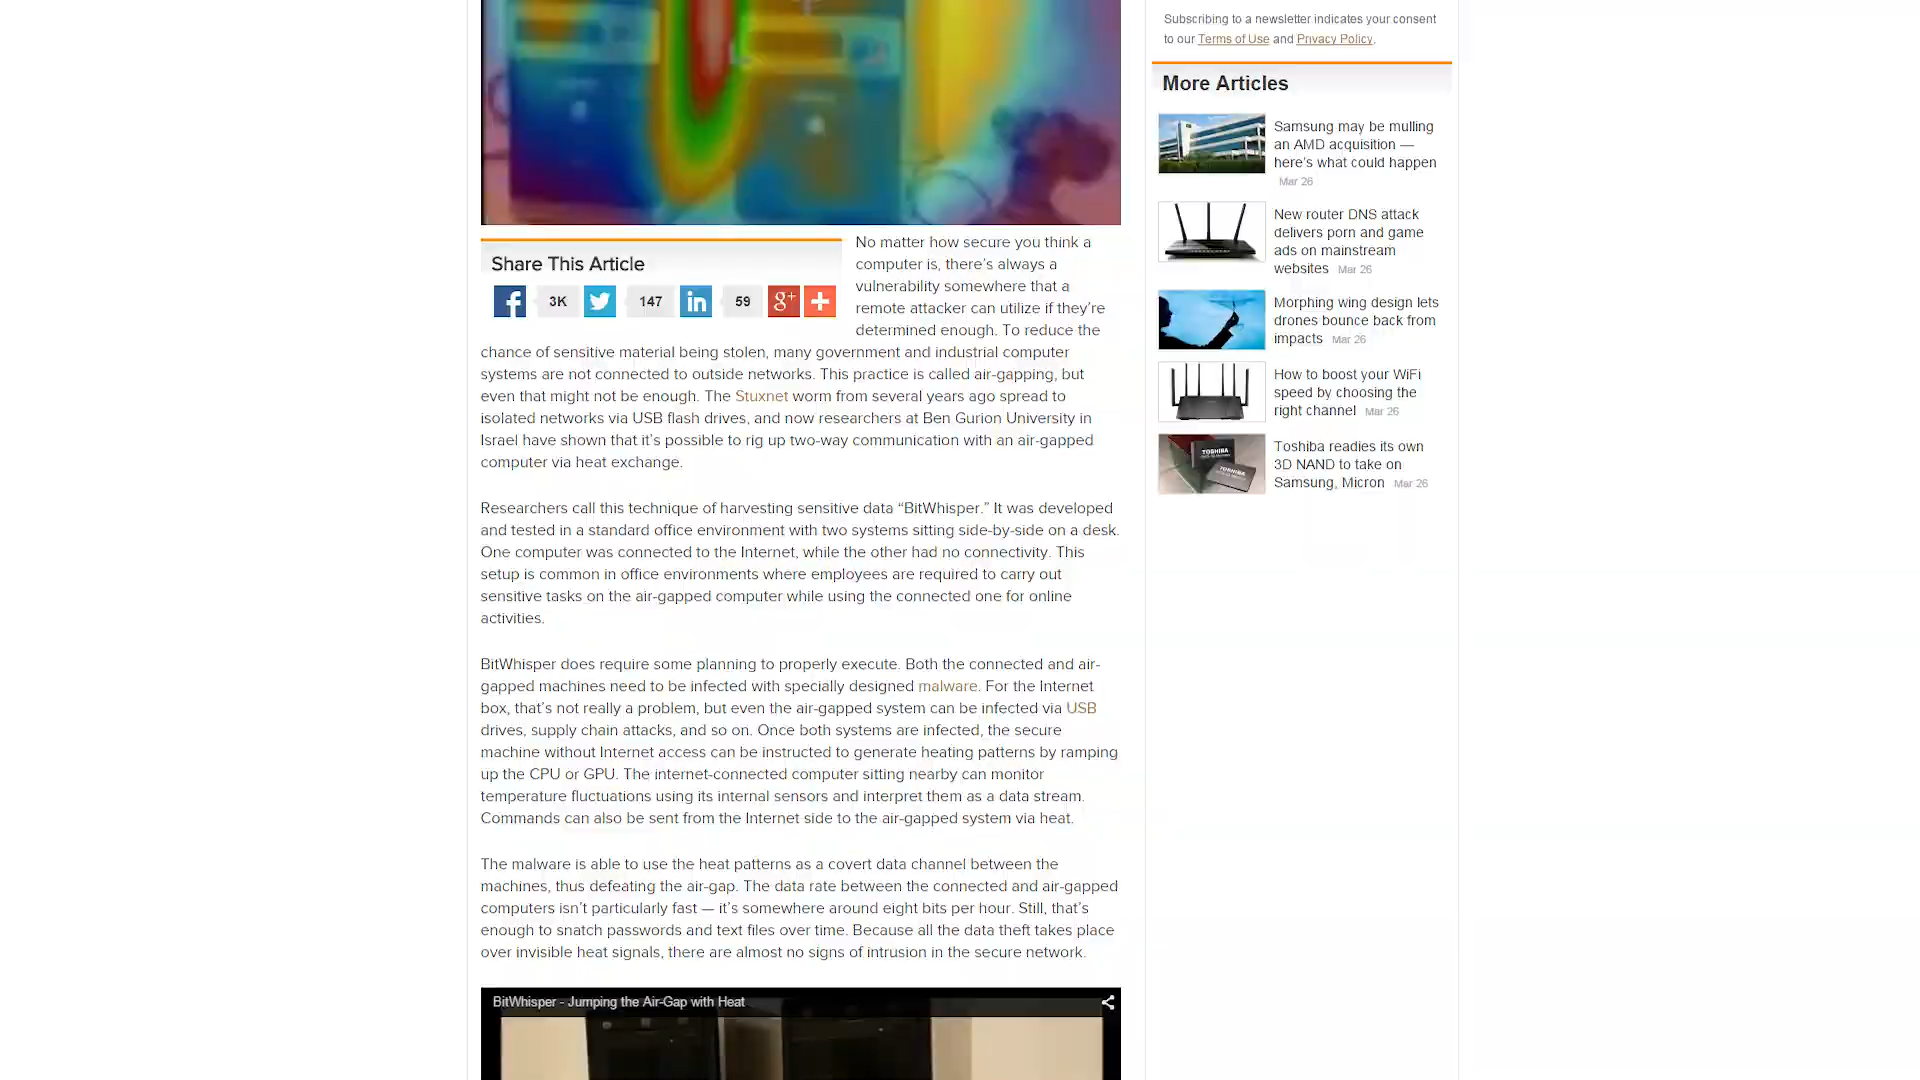 Share This Article
3K
147
59
No matter how secure you think a
computer is, there's always a
vulnerability somewhere that a
remote attacker can utilize if they're
determined enough. To reduce the
chance of sensitive material being stolen, many government and industrial computer
systems are not connected to outside networks. This practice is called air-gapping, but
even that might not be enough. The Stuxnet worm from several years ago spread to
isolated networks via USB flash drives, and now researchers at Ben Gurion University in
Israel have shown that it's possible to rig up two-way communication with an air-gapped
computer via heat exchange.
Researchers call this technique of harvesting sensitive data “BitWhisper.” It was developed
and tested in a standard office environment with two systems sitting side-by-side on a desk.
One computer was connected to the Internet, while the other had no connectivity. This
setup is common in office environments where employees are required to carry out
sensitive tasks on the air-gapped computer while using the connected one for online
activities.
BitWhisper does require some planning to properly execute. Both the connected and air-
gapped machines need to be infected with specially designed malware. For the Internet
box, that's not really a problem, but even the air-gapped system can be infected via USB
drives, supply chain attacks, and so on. Once both systems are infected, the secure
machine without Internet access can be instructed to generate heating patterns by ramping
up the CPU or GPU. The internet-connected computer sitting nearby can monitor
temperature fluctuations using its internal sensors and interpret them as a data stream.
Commands can also be sent from the Internet side to the air-gapped system via heat.
The malware is able to use the heat patterns as a covert data channel between the
machines, thus defeating the air-gap. The data rate between the connected and air-gapped
computers isn't particularly fast — it's somewhere around eight bits per hour. Still, that's
enough to snatch passwords and text files over time. Because all the data theft takes place
over invisible heat signals, there are almost no signs of intrusion in the secure network.
BitWhisper - Jumping the Air-Gap with Heat
Subscribing to a newsletter indicates your consent
to our Terms of Use and Privacy Policy.
More Articles
Samsung may be mulling
an AMD acquisition —
here's what could happen
Mar 26
New router DNS attack
delivers porn and game
ads on mainstream
websites Mar 26
Morphing wing design lets
drones bounce back from
impacts Mar 26
How to boost your WiFi
speed by choosing the
right channel Mar 26
TOSHIBA
TOSHIBA
Toshiba readies its own
3D NAND to take on
Samsung, Micron Mar 26